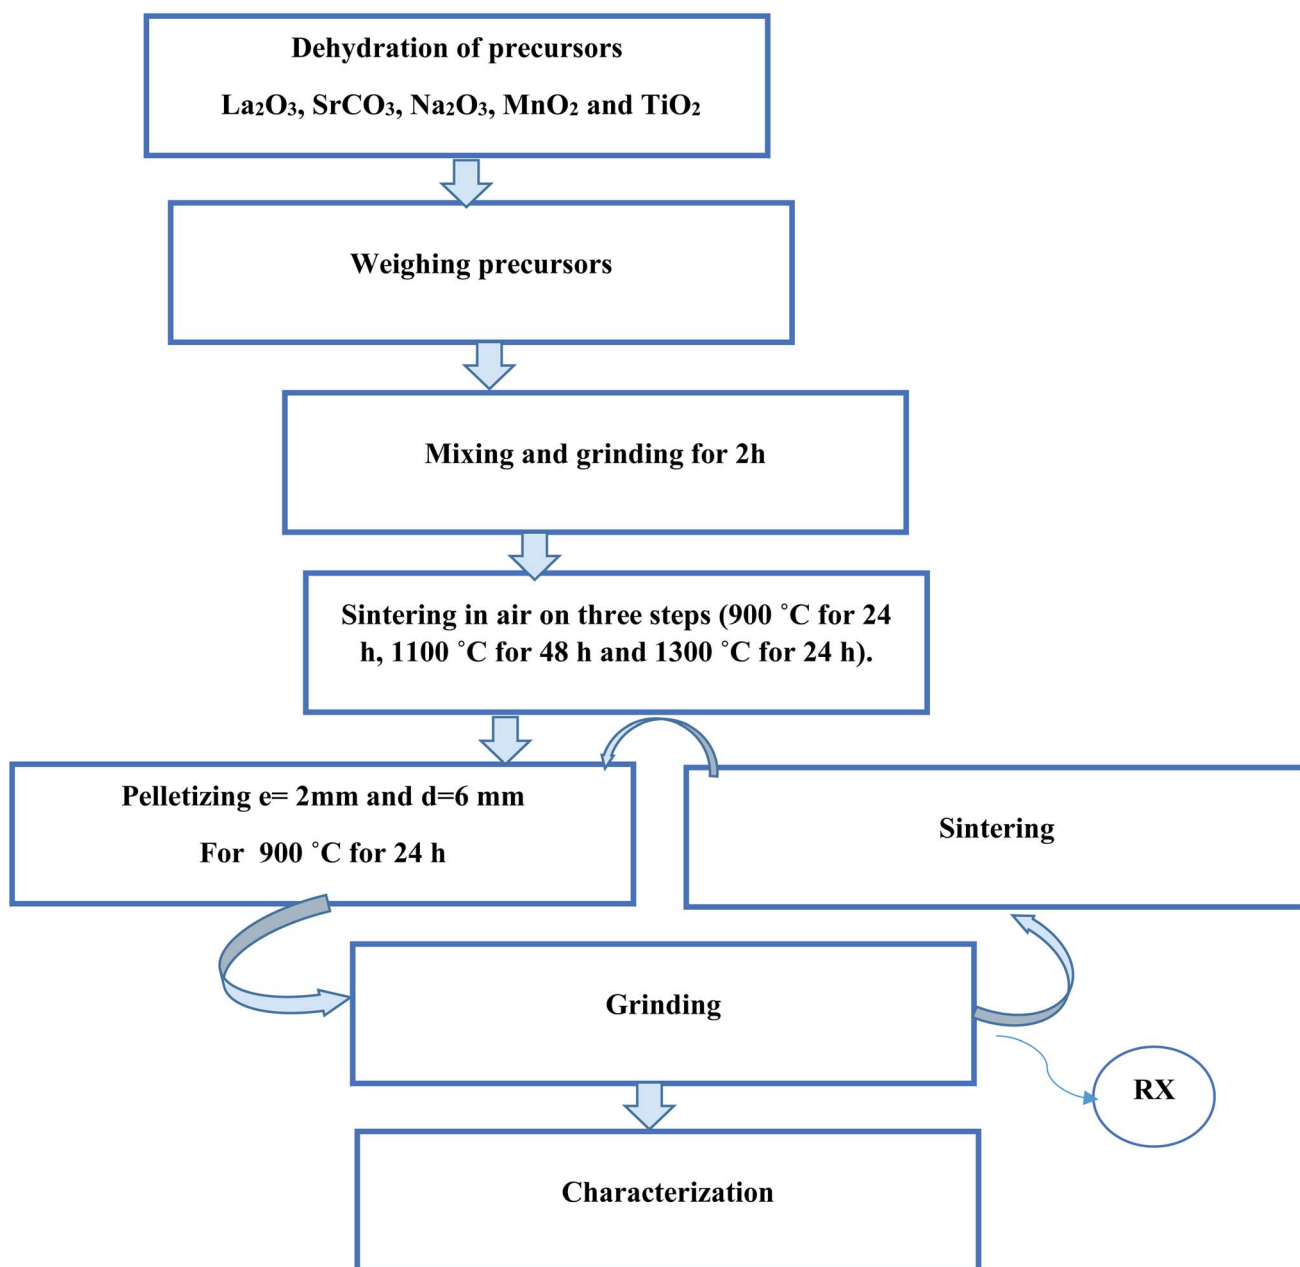 Dehydration of precursors
La₂O₃, SrCO₃, Na₂O₃, MnO₂ and TiO₂
Weighing precursors
Mixing and grinding for 2h
Sintering in air on three steps (900 ˚C for 24
h, 1100 ˚C for 48 h and 1300 ˚C for 24 h).
Pelletizing e= 2mm and d=6 mm
For  900 ˚C for 24 h
Sintering
Grinding
RX
Characterization